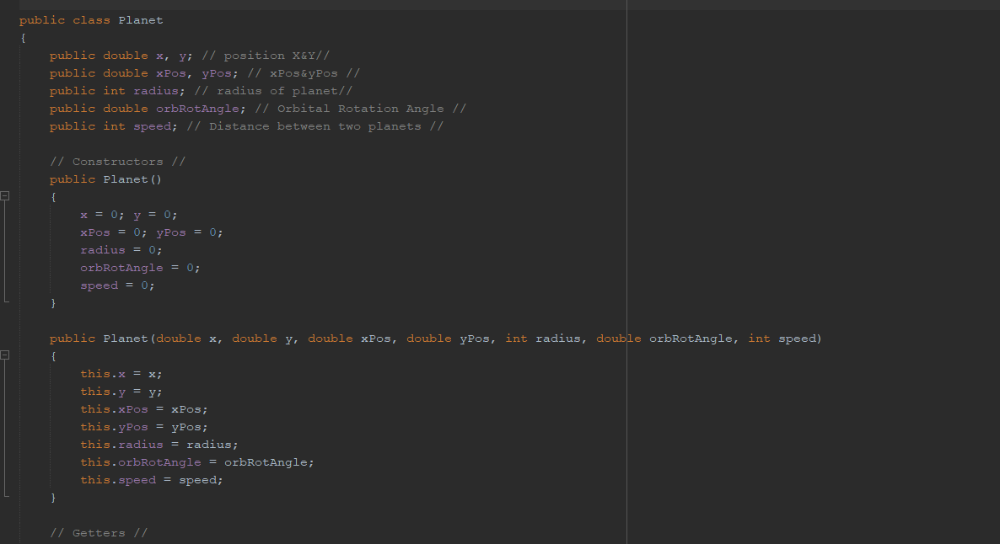 public class Planet
{
    public double x, y; // position X&Y//
    public double xPos, yPos; // xPos&yPos //
    public int radius; // radius of planet//
    public double orbRotAngle; // Orbital Rotation Angle //
    public int speed; // Distance between two planets //

    // Constructors //
    public Planet()
    {
        x = 0; y = 0;
        xPos = 0; yPos = 0;
        radius = 0;
        orbRotAngle = 0;
        speed = 0;
    }

    public Planet(double x, double y, double xPos, double yPos, int radius, double orbRotAngle, int speed)
    {
        this.x = x;
        this.y = y;
        this.xPos = xPos;
        this.yPos = yPos;
        this.radius = radius;
        this.orbRotAngle = orbRotAngle;
        this.speed = speed;
    }

    // Getters //